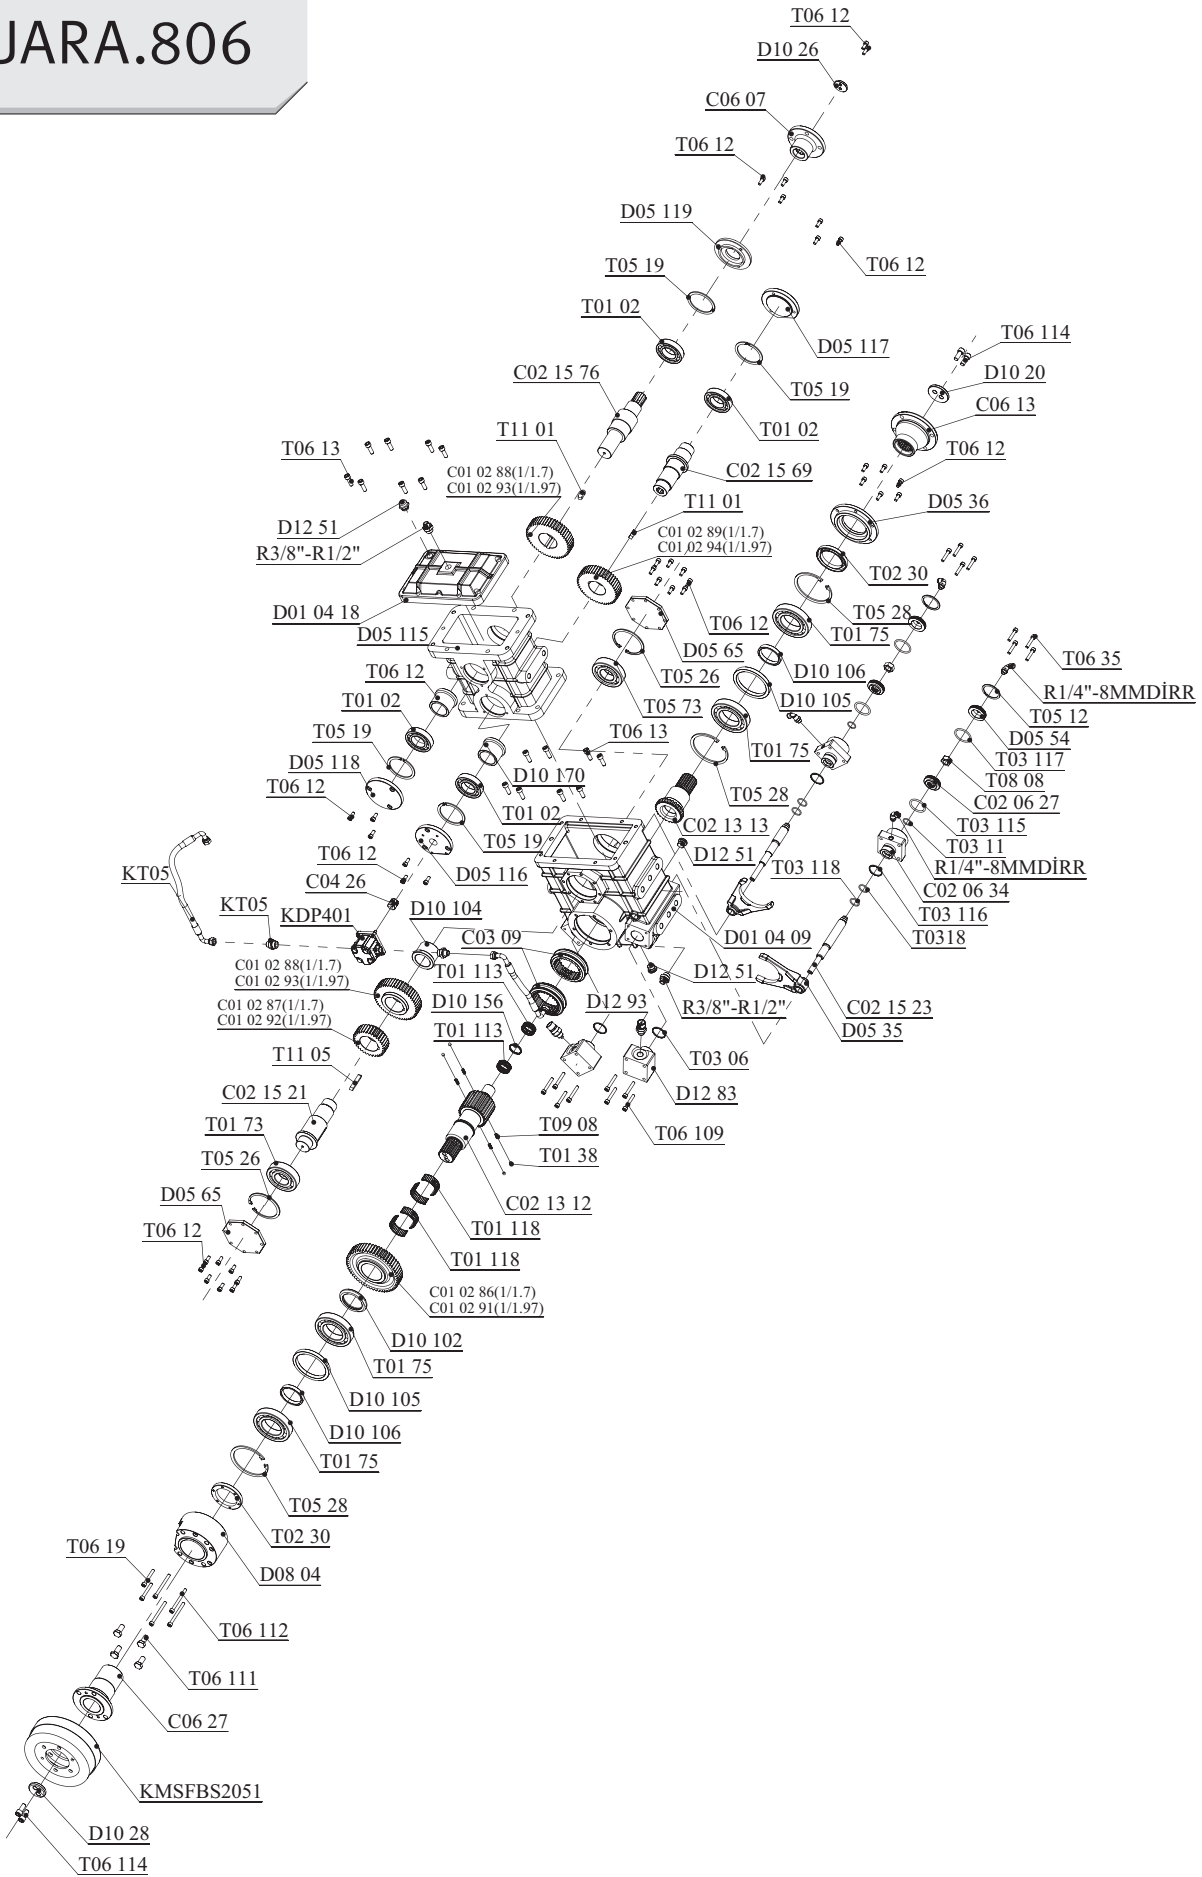 JARA.806
T06 12
D10 26
C06 07
T06 12
D05 119
T06 12
T05 19
T01 02
D05 117
T06 114
C02 15 76
T05 19
D10 20
C06 13
T11 01
T01 02
T06 13
T06 12
C01 02 88(1/1.7)
C01 02 93(1/1.97)
C02 15 69
D05 36
T11 01
D12 51
C01 02 89(1/1.7)
C01 02 94(1/1.97)
R3/8"-R1/2"
T02 30
D01 04 18
T05 28
T06 12
T01 75
D05 115
D05 65
T06 35
T06 12
T05 26
D10 106
R1/4"-8MMDİRR
T01 02
T05 73
D10 105
T05 12
T05 19
T06 13
T01 75
D05 54
D05 118
D10 170
T03 117
T06 12
T05 28
T08 08
T01 02
C02 06 27
C02 13 13
T03 115
T05 19
D12 51
T03 11
KT05
T06 12
D05 116
T03 118
R1/4"-8MMDİRR
C04 26
C02 06 34
KT05
D10 104
T03 116
KDP401
C03 09
D01 04 09
T0318
C01 02 88(1/1.7)
C01 02 93(1/1.97)
T01 113
D12 51
D10 156
D12 93
R3/8"-R1/2"
C02 15 23
C01 02 87(1/1.7)
C01 02 92(1/1.97)
T01 113
D05 35
T11 05
T03 06
C02 15 21
D12 83
T01 73
T09 08
T06 109
T05 26
T01 38
D05 65
C02 13 12
T06 12
T01 118
T01 118
C01 02 86(1/1.7)
C01 02 91(1/1.97)
D10 102
T01 75
D10 105
D10 106
T01 75
T05 28
T02 30
T06 19
D08 04
T06 112
T06 111
C06 27
KMSFBS2051
D10 28
T06 114